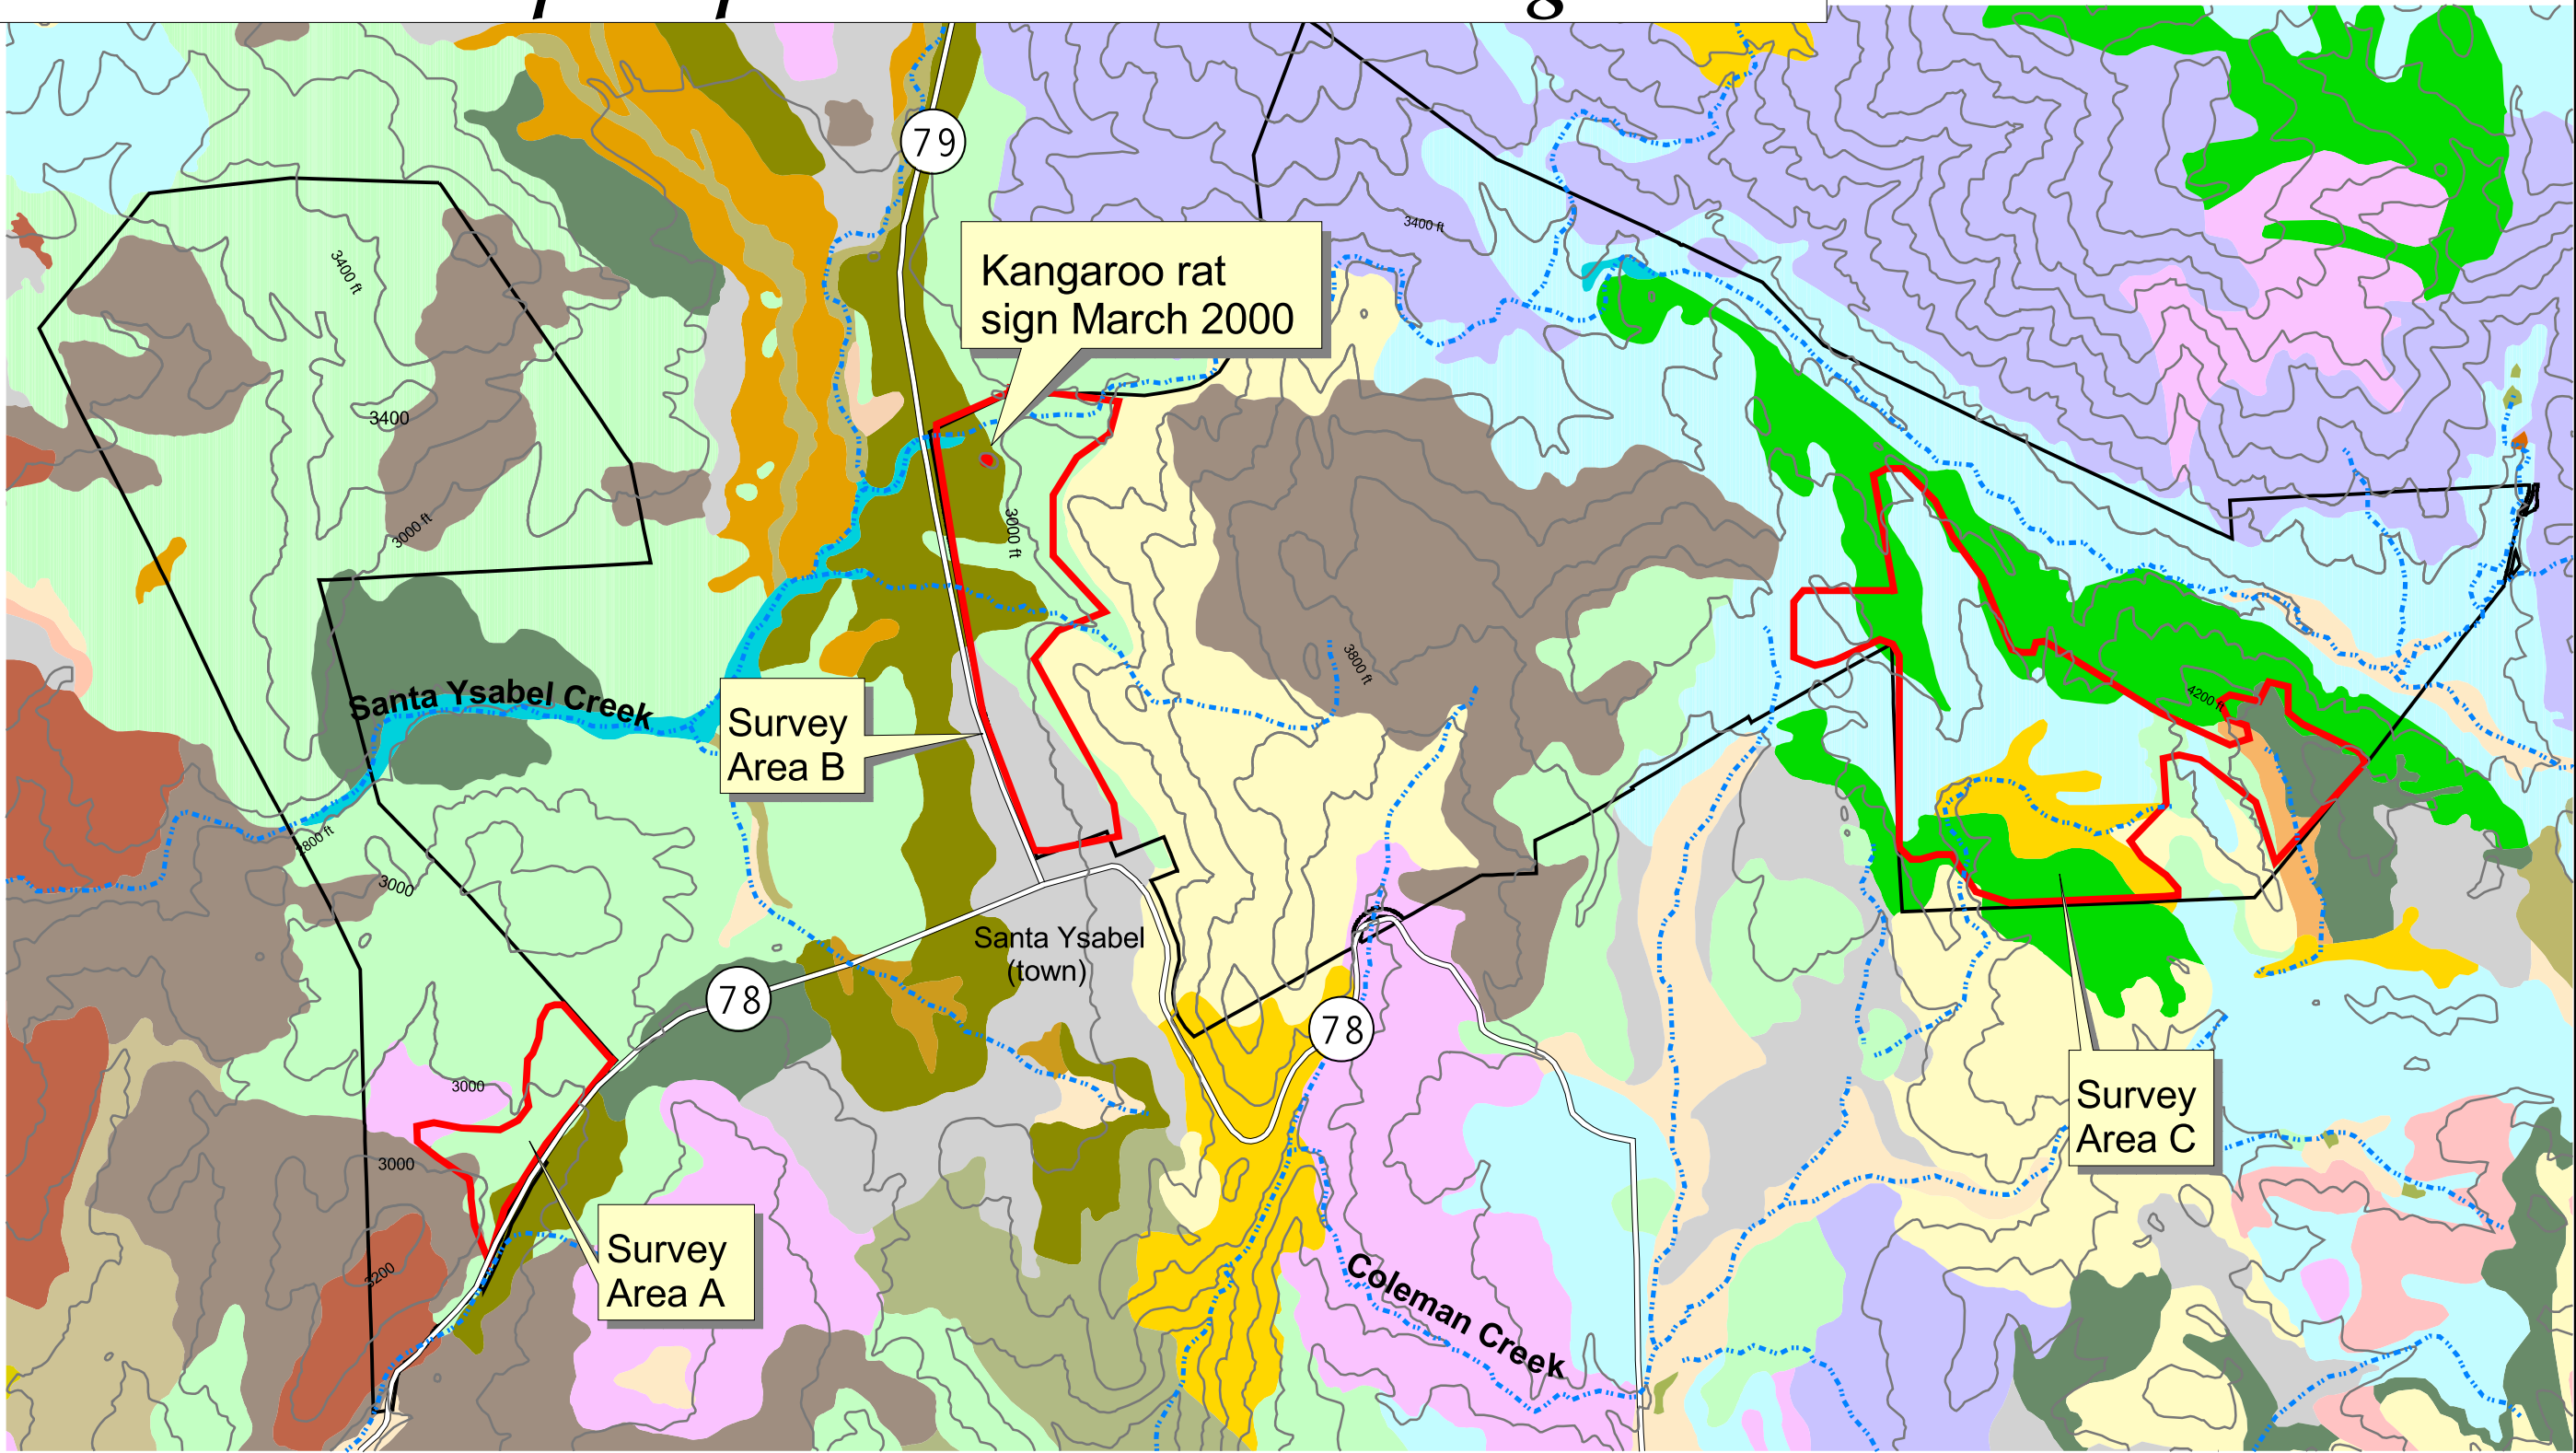 79
3400 ft
3400 ft
Kangaroo rat
sign March 2000
3400
3000 ft
3000 ft
3800 ft
Santa Ysabel Creek
4200 ft
Survey
Area B
2800 ft
3000
Santa Ysabel
(town)
78
78
3000
Survey
Area C
3000
3200
Survey
Area A
Coleman Creek